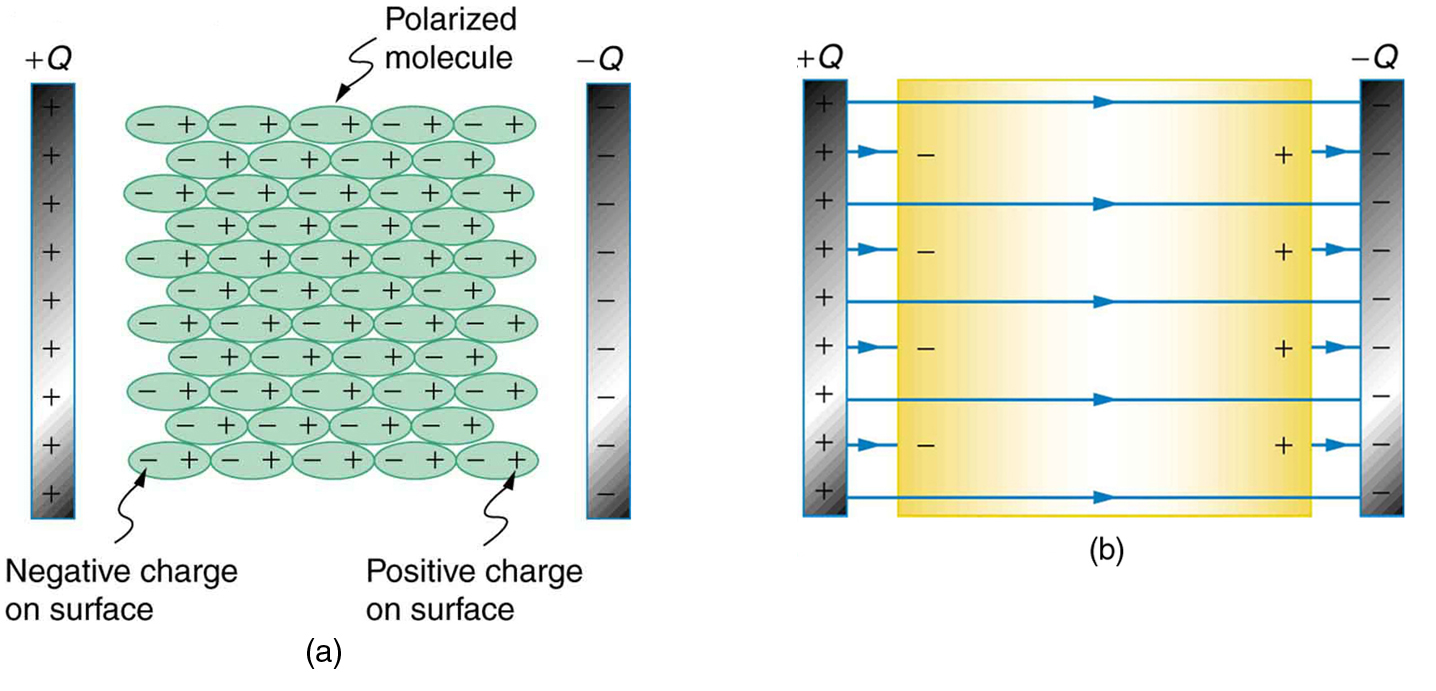 Polarized
molecule
+Q
−Q
+Q
−Q
+ −
+ − + − + − + − + − + −
+ − + − + − + − + −
+ − + − + − + − + − + −
+ − + − + − + − + −
+ − + − + − + − + − + −
+ − + − + − + − + −
+ − + − + − + − + − + −
+ − + − + − + − + −
+ − + − + − + − + − + −
+ − + − + − + − + −
+ − + − + − + − + − + −
Negative charge
on surface
Positive charge
on surface
(a)
+ −
+ − + −
+ −
+ − + −
+ −
+ − + −
+ −
+ − + −
+ −
(b)